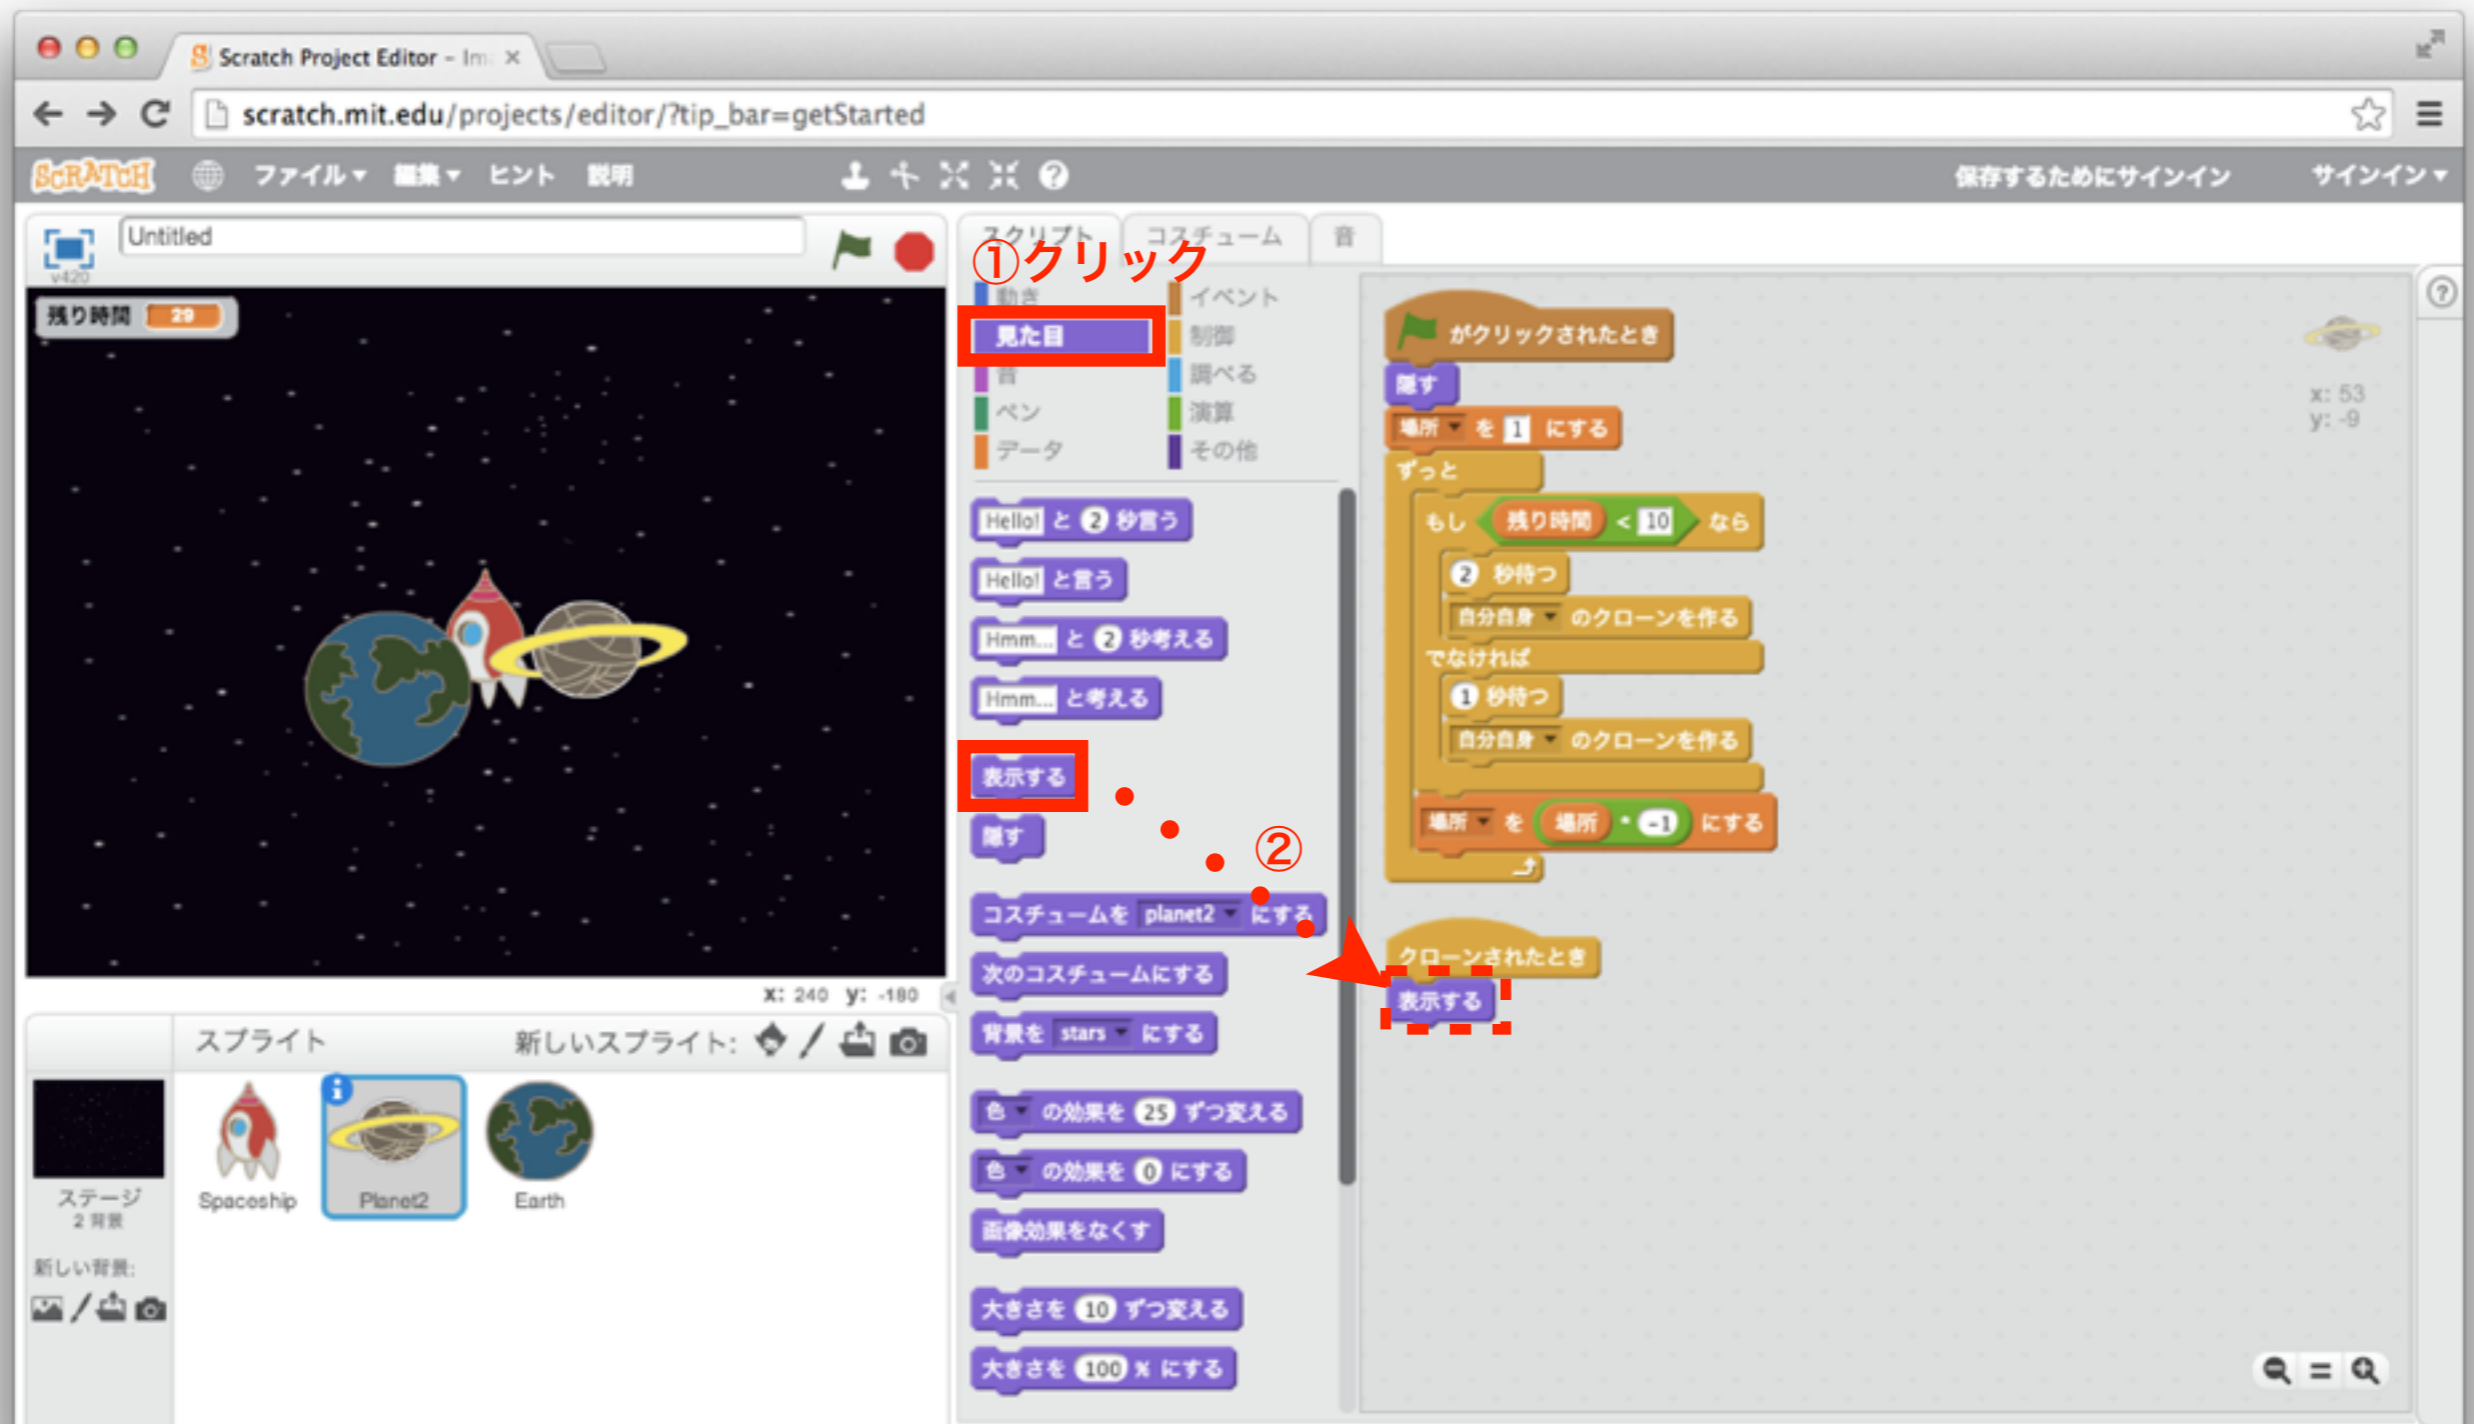 Scratch Project Editor - Im
scratch.mit.edu/projects/editor/?tip_bar=getStarted
SCRATCH ファイル 編集 ヒント 説明 保存するためにサインイン サインイン
Untitled
v420
スクリプト コスチューム 音
①クリック
動き イベント
見た目 制御
音 調べる
ペン 演算
データ その他
残り時間 29
Hello! と 2 秒言う
Hello! と言う
Hmm... と 2 秒考える
Hmm... と考える
表示する
隠す
②
コスチュームを planet2 にする
次のコスチュームにする
背景を stars にする
色 の効果を 25 ずつ変える
色 の効果を 0 にする
画像効果をなくす
大きさを 10 ずつ変える
大きさを 100 % にする
がクリックされたとき
隠す
場所 を 1 にする
ずっと
もし 残り時間 < 10 なら
2 秒待つ
自分自身 のクローンを作る
でなければ
1 秒待つ
自分自身 のクローンを作る
場所 を 場所 * -1 にする
クローンされたとき
表示する
x: 53
y: -9
x: 240 y: -180
スプライト 新しいスプライト:
Spaceship Planet2 Earth
ステージ
2 背景
新しい背景: